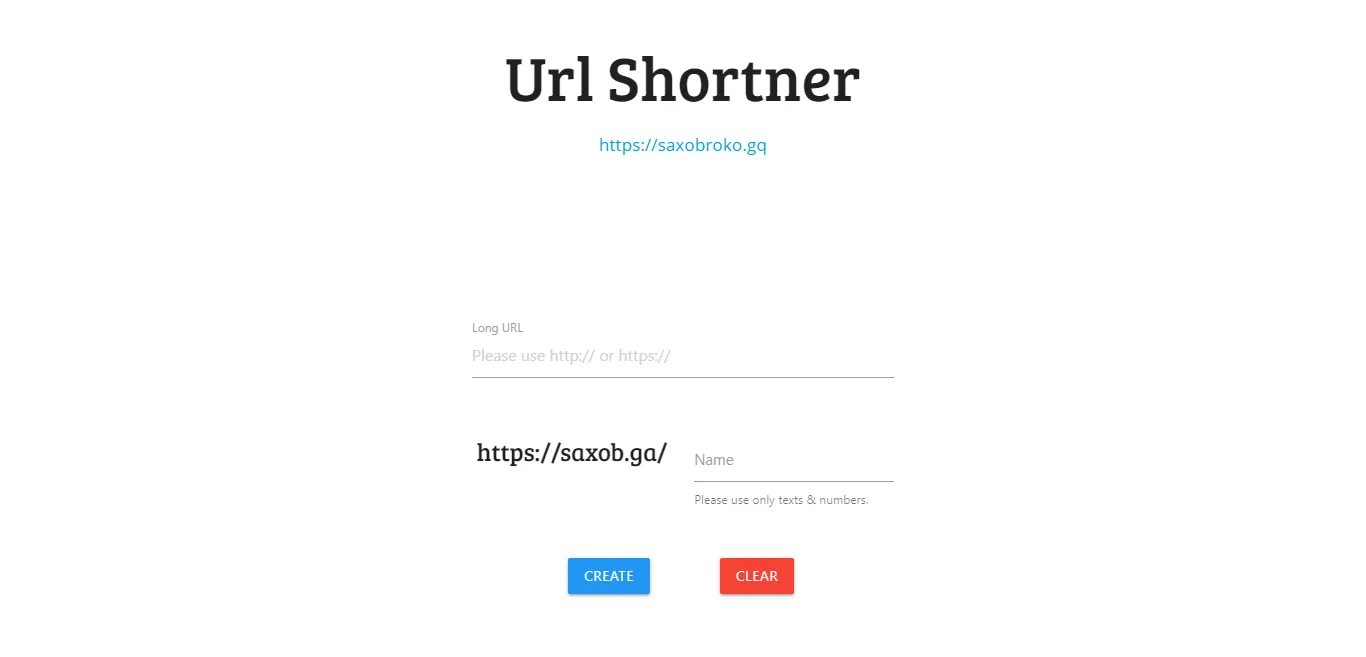 Url Shortner
https://saxobroko.gq
Long URL
Please use http:// or https://
https://saxob.ga/
Name
Please use only texts & numbers.
CREATE CLEAR